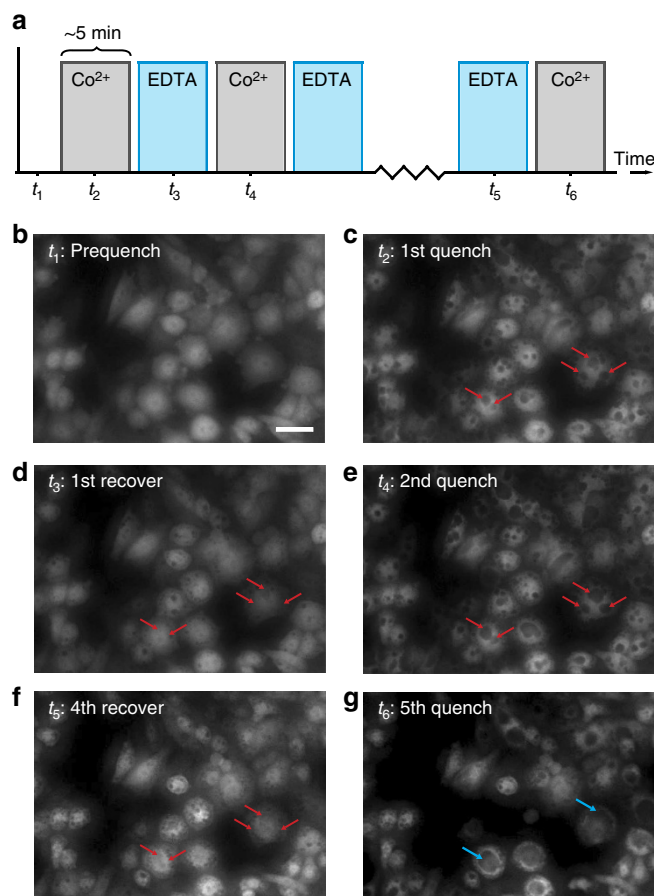 a
~5 min
Co²⁺ EDTA Co²⁺ EDTA EDTA Co²⁺
Time
t₁ t₂ t₃ t₄ t₅ t₆
b
t₁: Prequench
c
t₂: 1st quench
d
t₃: 1st recover
e
t₄: 2nd quench
f
t₅: 4th recover
g
t₆: 5th quench